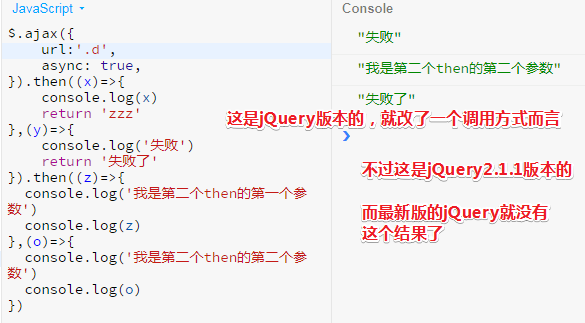 JavaScript
Console
$.ajax({
url:'.d',
async: true,
}).then((x)=>{
console.log(x)
return 'zzz'
},(y)=>{
console.log('失败')
return '失败了'
}).then((z)=>{
console.log('我是第二个then的第一个参
数')
console.log(z)
},(o)=>{
console.log('我是第二个then的第二个参
数')
console.log(o)
})
"失败"
"我是第二个then的第二个参数"
"失败了"
这是jQuery版本的，就改了一个调用方式而言
不过这是jQuery2.1.1版本的
而最新版的jQuery就没有
这个结果了